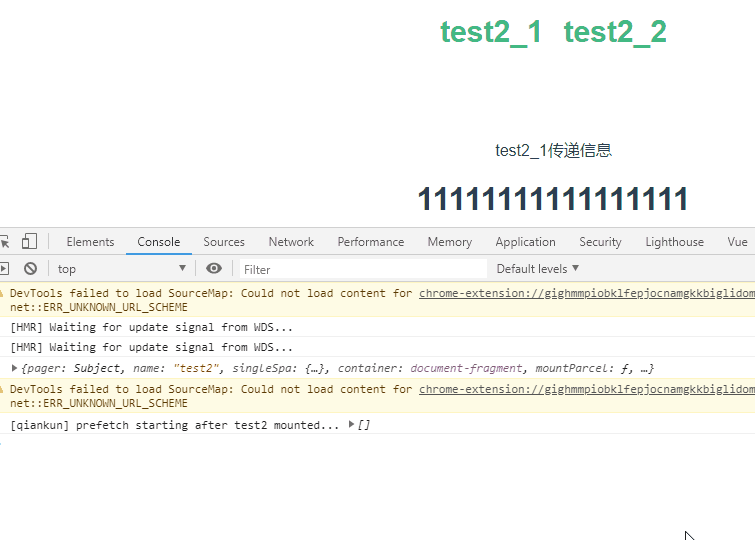 test2_1 test2_2
test2_1传递信息
11111111111111111
Elements Console Sources Network Performance Memory Application Security Lighthouse Vue
top Filter Default levels
DevTools failed to load SourceMap: Could not load content for chrome-extension://gighmmpiobklfepjocnamgkkbiglidom
net::ERR_UNKNOWN_URL_SCHEME
[HMR] Waiting for update signal from WDS...
[HMR] Waiting for update signal from WDS...
{pager: Subject, name: "test2", singleSpa: {…}, container: document-fragment, mountParcel: ƒ, …}
DevTools failed to load SourceMap: Could not load content for chrome-extension://gighmmpiobklfepjocnamgkkbiglidom
net::ERR_UNKNOWN_URL_SCHEME
[qiankun] prefetch starting after test2 mounted... []